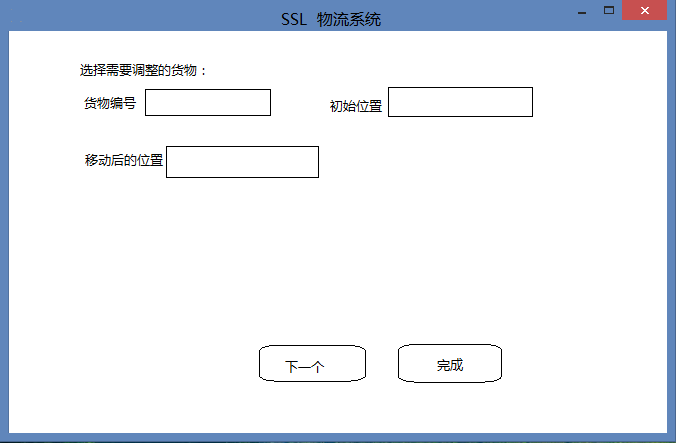 SSL 物流系统
选择需要调整的货物：
货物编号
初始位置
移动后的位置
下一个
完成